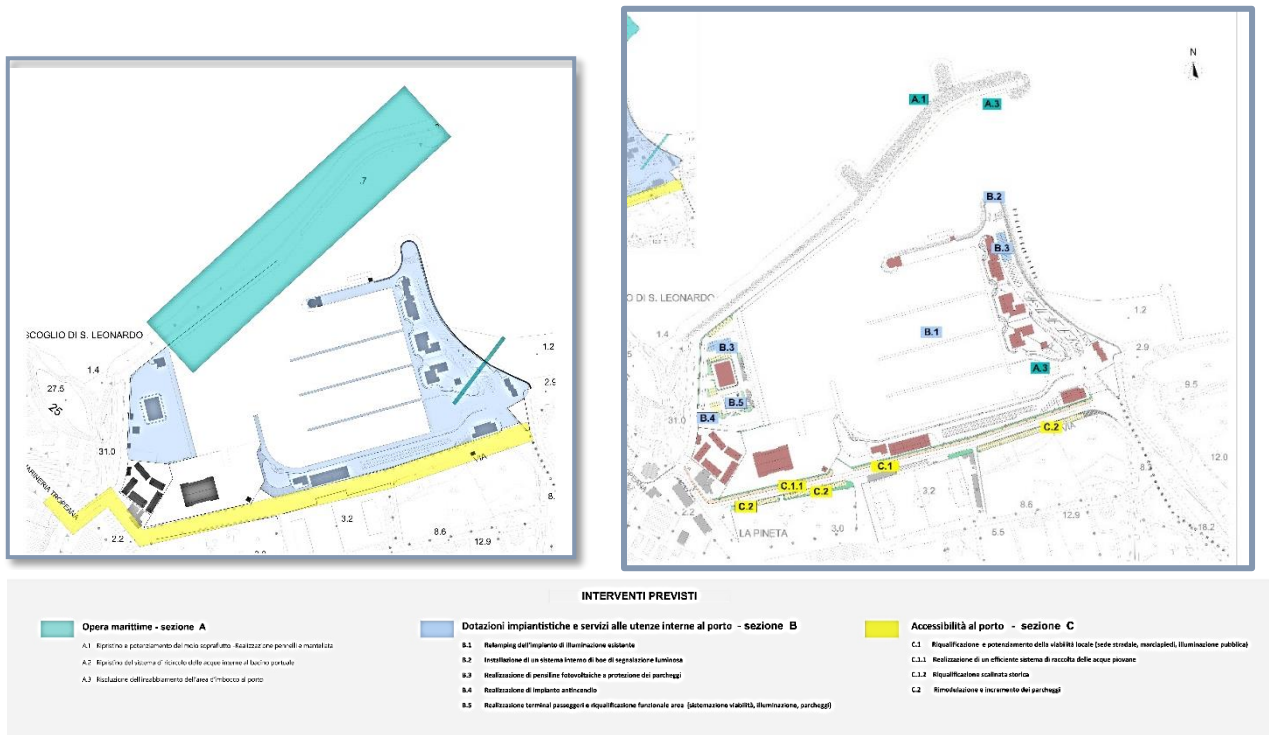 SCOGLIO DI S. LEONARDO
1.4
27.5
25
31.0
MARINERIA TROPEANA
2.2
.7
1.2
2.9
VIA
8.
3.2
8.6
12.9
N
A.1
A.3
B.2
B.3
O DI S. LEONARDO
1.4
B.1
1.2
2.9
B.3
A.3
9.5
B.5
B.4
31.0
C.2
VIA
12.0
C.1
C.1.1
C.2
C.2
3.2
8.6
2.2
LA PINETA
3.0
12.9
5.5
18.2
INTERVENTI PREVISTI
Opera marittime - sezione A
A.1 Ripristino e potenziamento del molo sopraflutto -Realizzazione pennelli e mantellata
A.2 Ripristino del sistema di ricircolo delle acque interne al bacino portuale
A.3 Risoluzione dell'insabbiamento dell'area d'imbocco al porto
Dotazioni impiantistiche e servizi alle utenze interne al porto - sezione B
B.1 Relamping dell'impianto di illuminazione esistente
B.2 Installazione di un sistema interno di boe di segnalazione luminosa
B.3 Realizzazione di pensiline fotovoltaiche a protezione dei parcheggi
B.4 Realizzazione di impianto antincendio
B.5 Realizzazione terminal passeggeri e riqualificazione funzionale area (sistemazione viabilità, illuminazione, parcheggi)
Accessibilità al porto - sezione C
C.1 Riqualificazione e potenziamento della viabilità locale (sede stradale, marciapiedi, illuminazione pubblica)
C.1.1 Realizzazione di un efficiente sistema di raccolta delle acque piovane
C.1.2 Riqualificazione scalinata storica
C.2 Rimodulazione e incremento dei parcheggi